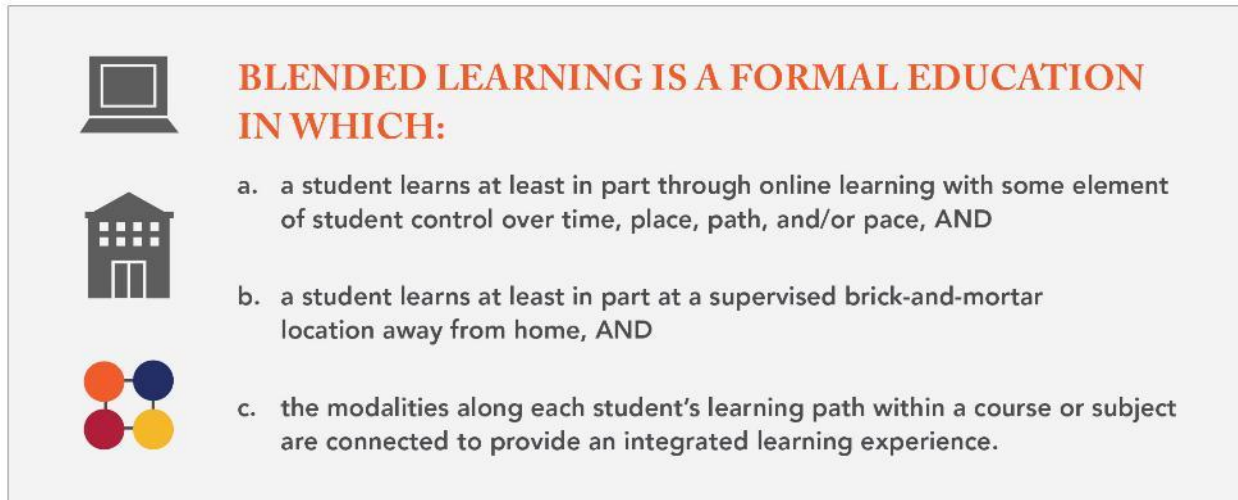 BLENDED LEARNING IS A FORMAL EDUCATION
IN WHICH:
a. a student learns at least in part through online learning with some element
of student control over time, place, path, and/or pace, AND
b. a student learns at least in part at a supervised brick-and-mortar
location away from home, AND
c. the modalities along each student’s learning path within a course or subject
are connected to provide an integrated learning experience.